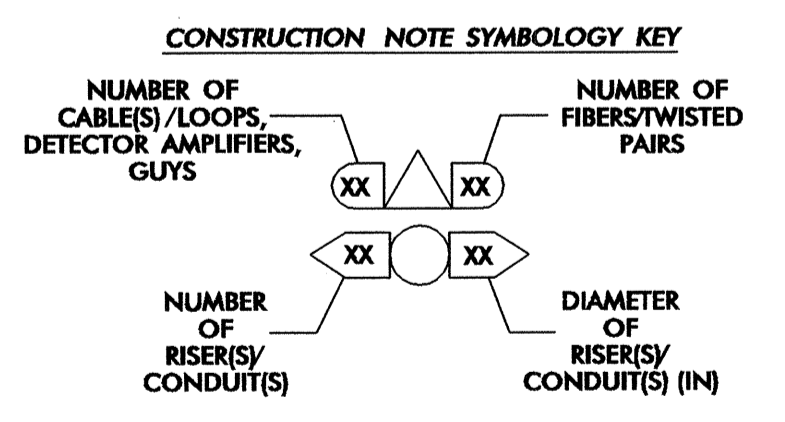 CONSTRUCTION NOTE SYMBOLOGY KEY
NUMBER OF
CABLE(S)/LOOPS,
DETECTOR AMPLIFIERS,
GUYS
NUMBER OF
FIBERS/TWISTED
PAIRS
XX
XX
XX
XX
NUMBER
OF
RISER(S)/
CONDUIT(S)
DIAMETER
OF
RISER(S)/
CONDUIT(S) (IN)